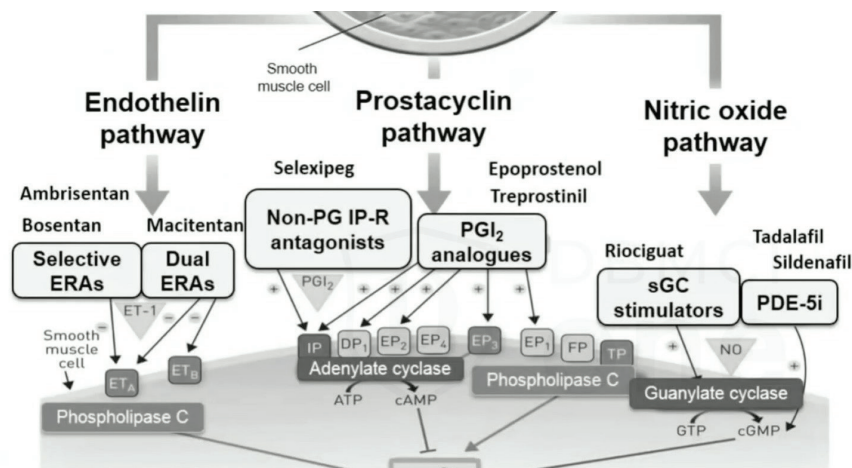 Smooth
muscle cell
Endothelin
pathway
Prostacyclin
pathway
Nitric oxide
pathway
Selexipeg
Epoprostenol
Treprostinil
Ambrisentan
Bosentan
Macitentan
Non-PG IP-R
antagonists
PGI₂
analogues
Riociguat
Tadalafil
Sildenafil
Selective
ERAs
Dual
ERAs
sGC
stimulators
PDE-5i
ET-1
PGI₂
NO
Smooth
muscle
cell
ETA
ETB
IP
DP₁
EP₂
EP₄
EP₃
EP₁
FP
TP
Phospholipase C
Adenylate cyclase
Phospholipase C
Guanylate cyclase
ATP
cAMP
GTP
cGMP